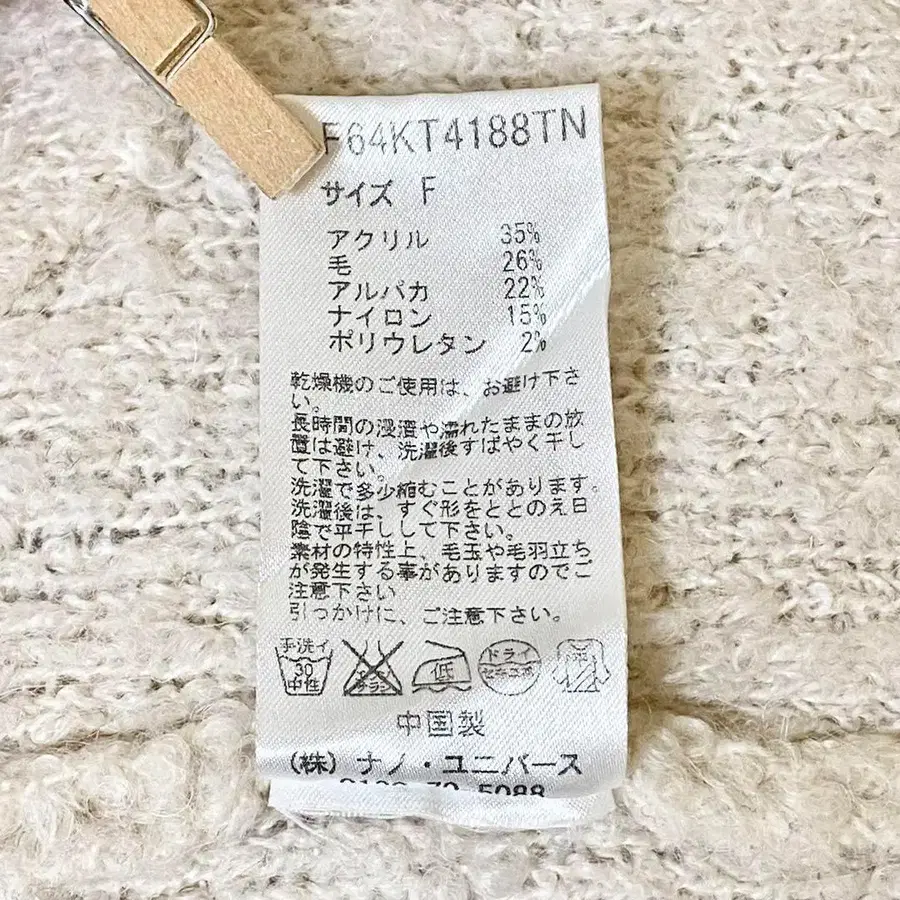 F64KT4188TN
サイズ F
アクリル 35%
毛 26%
アルパカ 22%
ナイロン 15%
ポリウレタン 2%
乾燥機のご使用は、お避け下さ
い。
長時間の浸漬や濡れたままの放
置は避け、洗濯後すばやく干し
て下さい。
洗濯で多少縮むことがあります。
洗濯後は、すぐ形をととのえ日
陰で平干しして下さい。
素材の特性上、毛玉や毛羽立ち
が発生する事がありますのでご
注意下さい
引っかけに、ご注意下さい。
手洗イ
30
中性
低
ドライ
セキユ系
中国製
(株) ナノ・ユニバース
5088